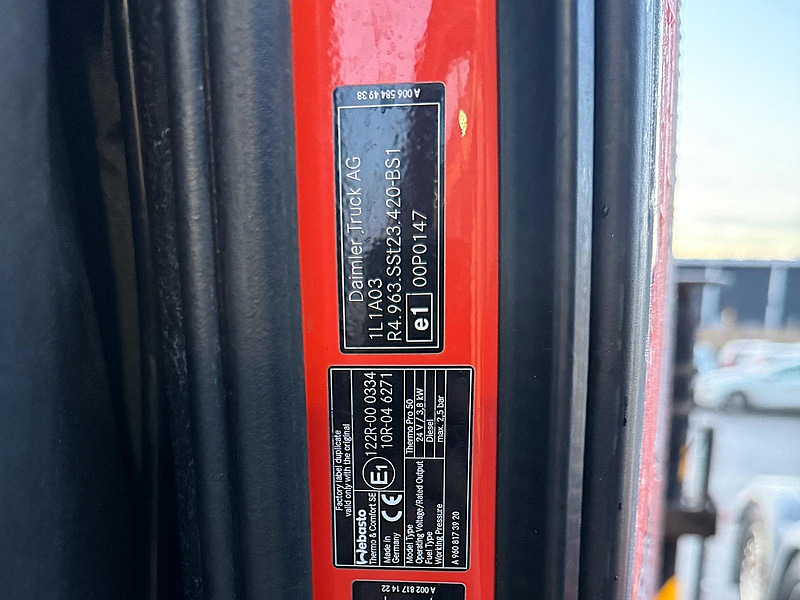 A 006 584 49 38
Daimler Truck AG
1L1A03
R4.963.SSt23.420-BS1
e1 00P0147
Factory label duplicate
valid only with the original
Webasto
Thermo & Comfort SE
Made in
Germany
CE
E1
122R-00 0334
10R-04 6271
Model Type Thermo Pro 50
Operating Voltage/Rated Output 24 V / 3,8 kW
Fuel Type Diesel
Working Pressure max. 2,5 bar
A 960 817 39 20
A 002 817 14 22